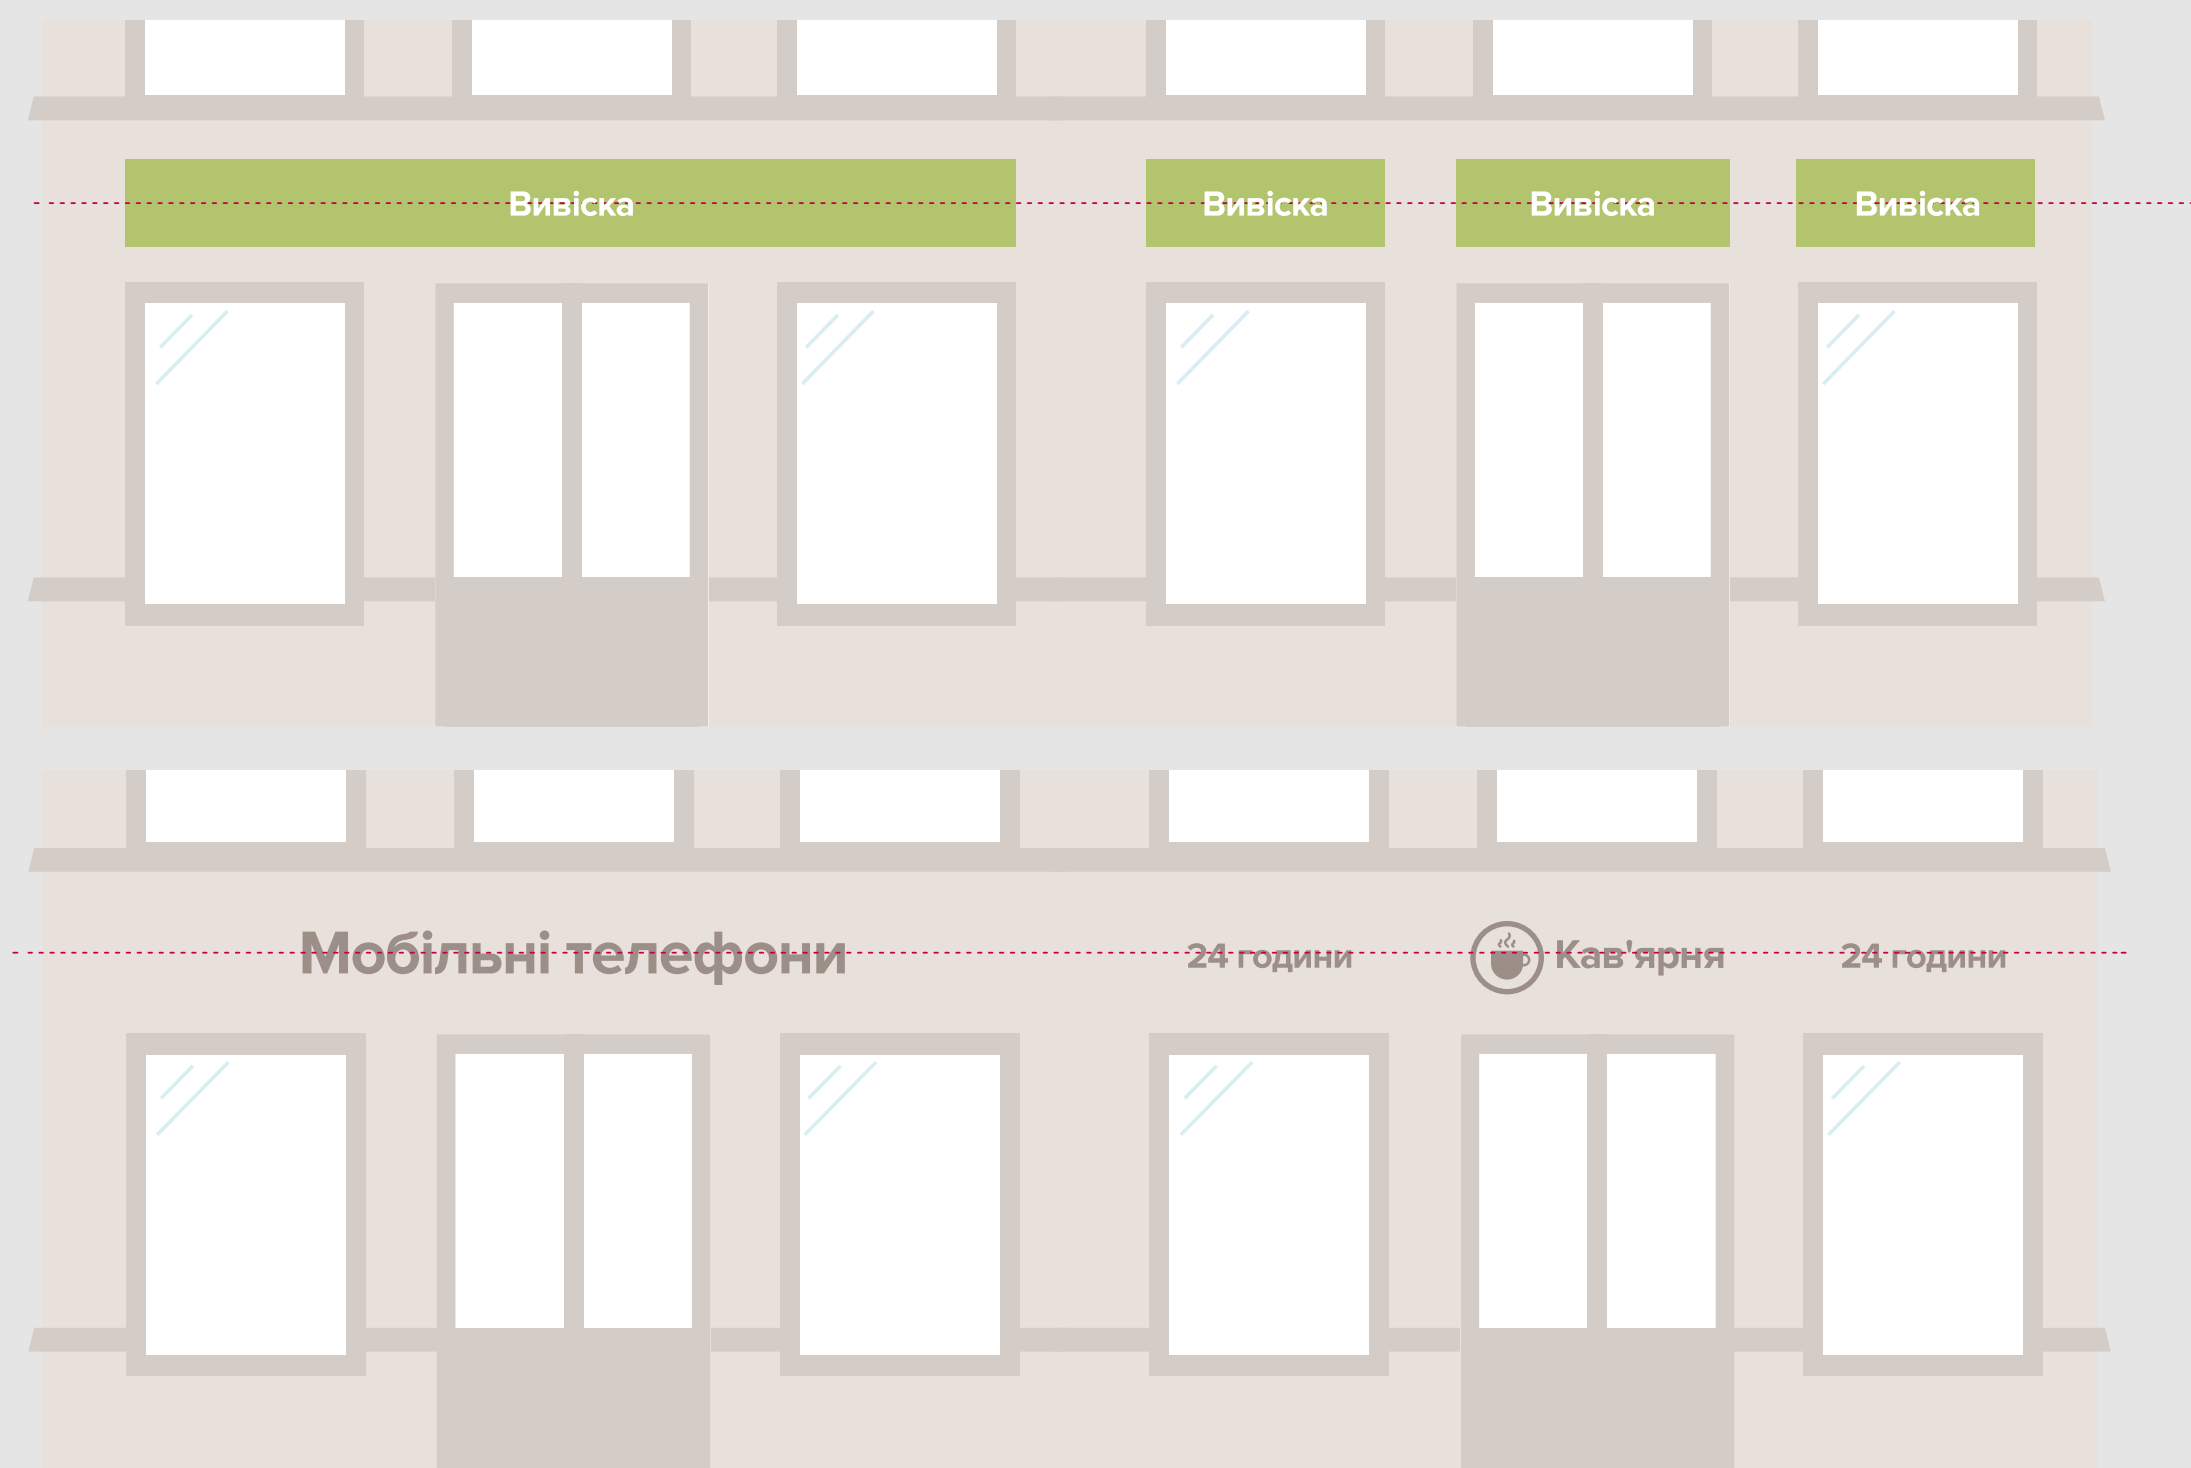 Вивіска
Вивіска
Вивіска
Вивіска
Мобільні телефони
24 години
Кав'ярня
24 години